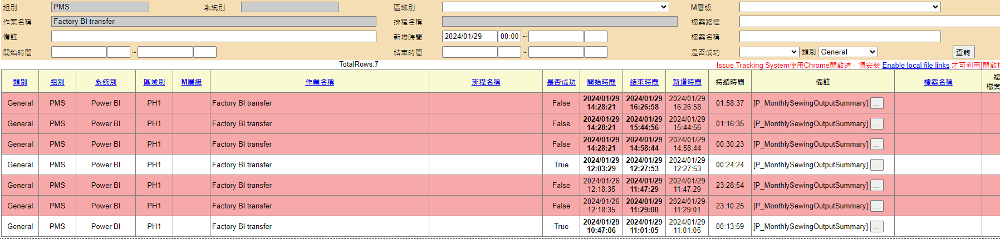 組別 PMS 系統別 區域別 M層級
作業名稱 Factory BI transfer 排程名稱 檔案路徑
備註 新增時間 2024/01/29 00:00 ~ 檔案名稱
開始時間 ~ 結束時間 ~ 是否成功 類別 General 查詢
TotalRows:7
Issue Tracking System使用Chrome開啟時，須安裝 Enable local file links 才可利用[開啟
類別 組別 系統別 區域別 M層級 作業名稱 排程名稱 是否成功 開始時間 結束時間 新增時間 持續時間 備註 檔案名稱 複
檔案
General PMS Power BI PH1 Factory BI transfer False 2024/01/29 2024/01/29 2024/01/29 01:58:37 [P_MonthlySewingOutputSummary] ...
14:28:21 16:26:58 16:26:58
General PMS Power BI PH1 Factory BI transfer False 2024/01/29 2024/01/29 2024/01/29 01:16:35 [P_MonthlySewingOutputSummary] ...
14:28:21 15:44:56 15:44:56
General PMS Power BI PH1 Factory BI transfer False 2024/01/29 2024/01/29 2024/01/29 00:30:23 [P_MonthlySewingOutputSummary] ...
14:28:21 14:58:44 14:58:44
General PMS Power BI PH1 Factory BI transfer True 2024/01/29 2024/01/29 2024/01/29 00:24:24 [P_MonthlySewingOutputSummary] ...
12:03:29 12:27:53 12:27:53
General PMS Power BI PH1 Factory BI transfer False 2024/01/26 2024/01/29 2024/01/29 23:28:54 [P_MonthlySewingOutputSummary] ...
12:18:35 11:47:29 11:47:29
General PMS Power BI PH1 Factory BI transfer False 2024/01/26 2024/01/29 2024/01/29 23:10:25 [P_MonthlySewingOutputSummary] ...
12:18:35 11:29:00 11:29:01
General PMS Power BI PH1 Factory BI transfer True 2024/01/29 2024/01/29 2024/01/29 00:13:59 [P_MonthlySewingOutputSummary] ...
10:47:06 11:01:05 11:01:05